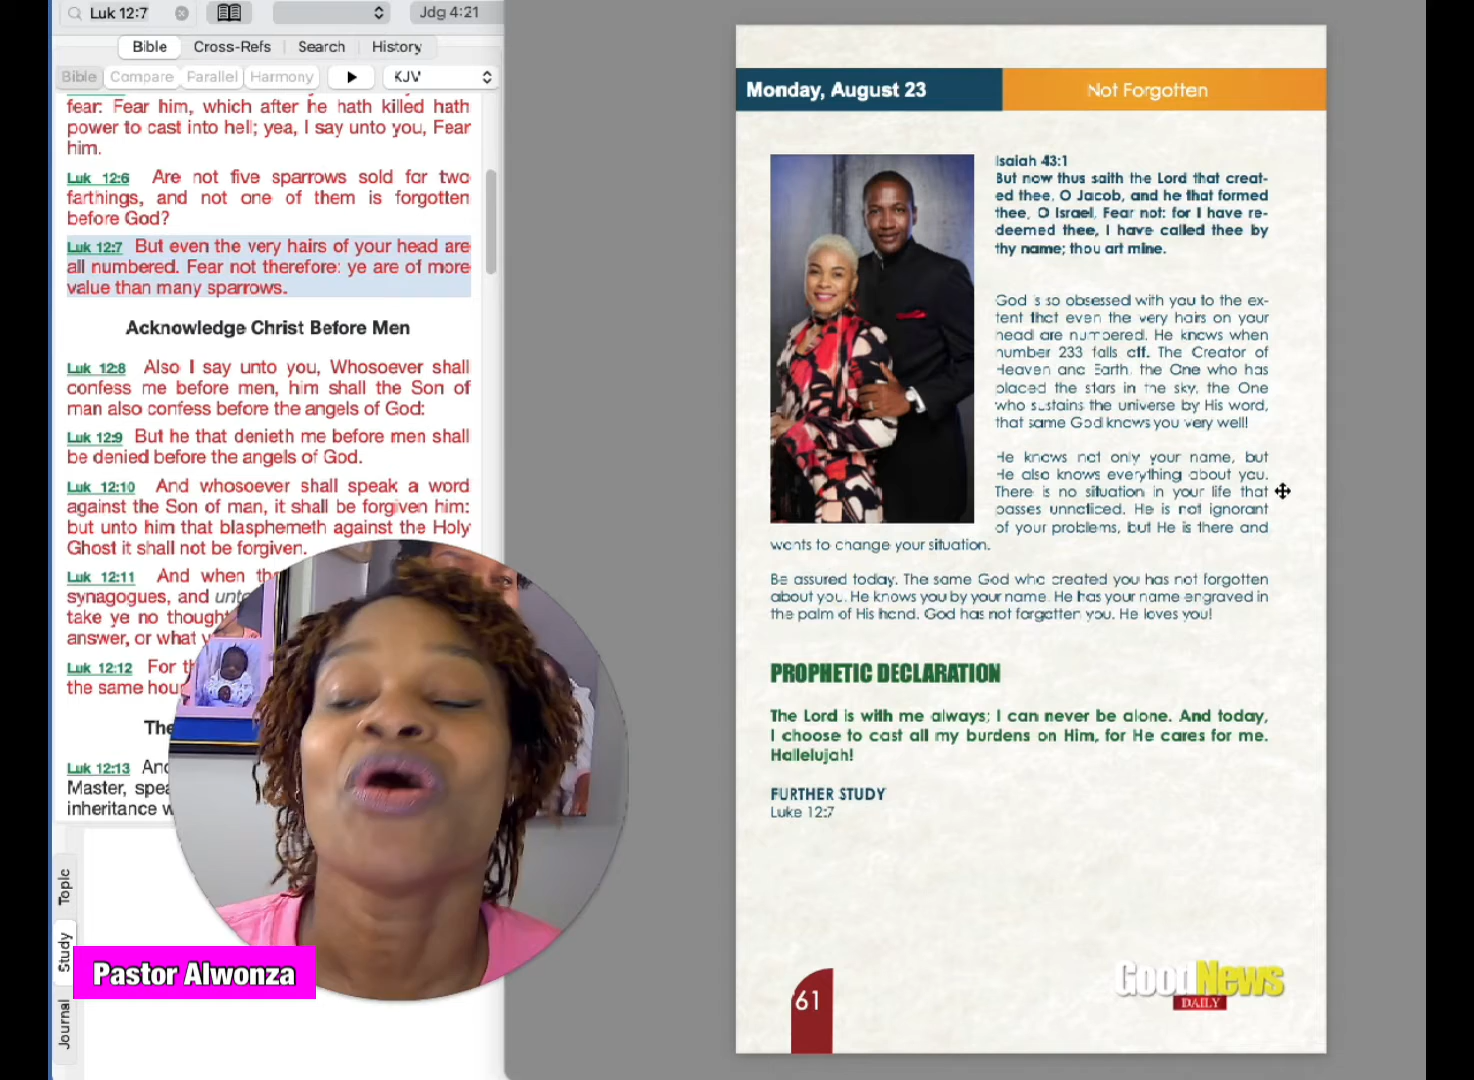 Luk 12:7
Jdg 4:21
Bible Cross-Refs Search History
Bible Compare Parallel Harmony KJV
fear: Fear him, which after he hath killed hath
power to cast into hell; yea, I say unto you, Fear
him.
Luk 12:6 Are not five sparrows sold for two
farthings, and not one of them is forgotten
before God?
Luk 12:7 But even the very hairs of your head are
all numbered. Fear not therefore: ye are of more
value than many sparrows.
Acknowledge Christ Before Men
Luk 12:8 Also I say unto you, Whosoever shall
confess me before men, him shall the Son of
man also confess before the angels of God:
Luk 12:9 But he that denieth me before men shall
be denied before the angels of God.
Luk 12:10 And whosoever shall speak a word
against the Son of man, it shall be forgiven him:
but unto him that blasphemeth against the Holy
Ghost it shall not be forgiven.
Luk 12:11 And when
synagogues, and
take ye no thought
answer, or what
Luk 12:12 For
the same hour
The
Luk 12:13
Master,
inheritance
Topic
Study
Journal
Pastor Alwonza
Monday, August 23
Not Forgotten
Isaiah 43:1
But now thus saith the Lord that creat-
ed thee, O Jacob, and he that formed
thee, O Israel, Fear not: for I have re-
deemed thee, I have called thee by
thy name; thou art mine.
God is so obsessed with you to the ex-
tent that even the very hairs on your
head are numbered. He knows when
number 233 falls off. The Creator of
Heaven and Earth, the One who has
placed the stars in the sky, the One
who sustains the universe by His word,
that same God knows you very well!
He knows not only your name, but
He also knows everything about you.
There is no situation in your life that
passes unnoticed. He is not ignorant
of your problems, but He is there and
wants to change your situation.
Be assured today. The same God who created you has not forgotten
about you. He knows you by your name. He has your name engraved in
the palm of His hand. God has not forgotten you. He loves you!
PROPHETIC DECLARATION
The Lord is with me always; I can never be alone. And today,
I choose to cast all my burdens on Him, for He cares for me.
Hallelujah!
FURTHER STUDY
Luke 12:7
61
GoodNews
DAILY